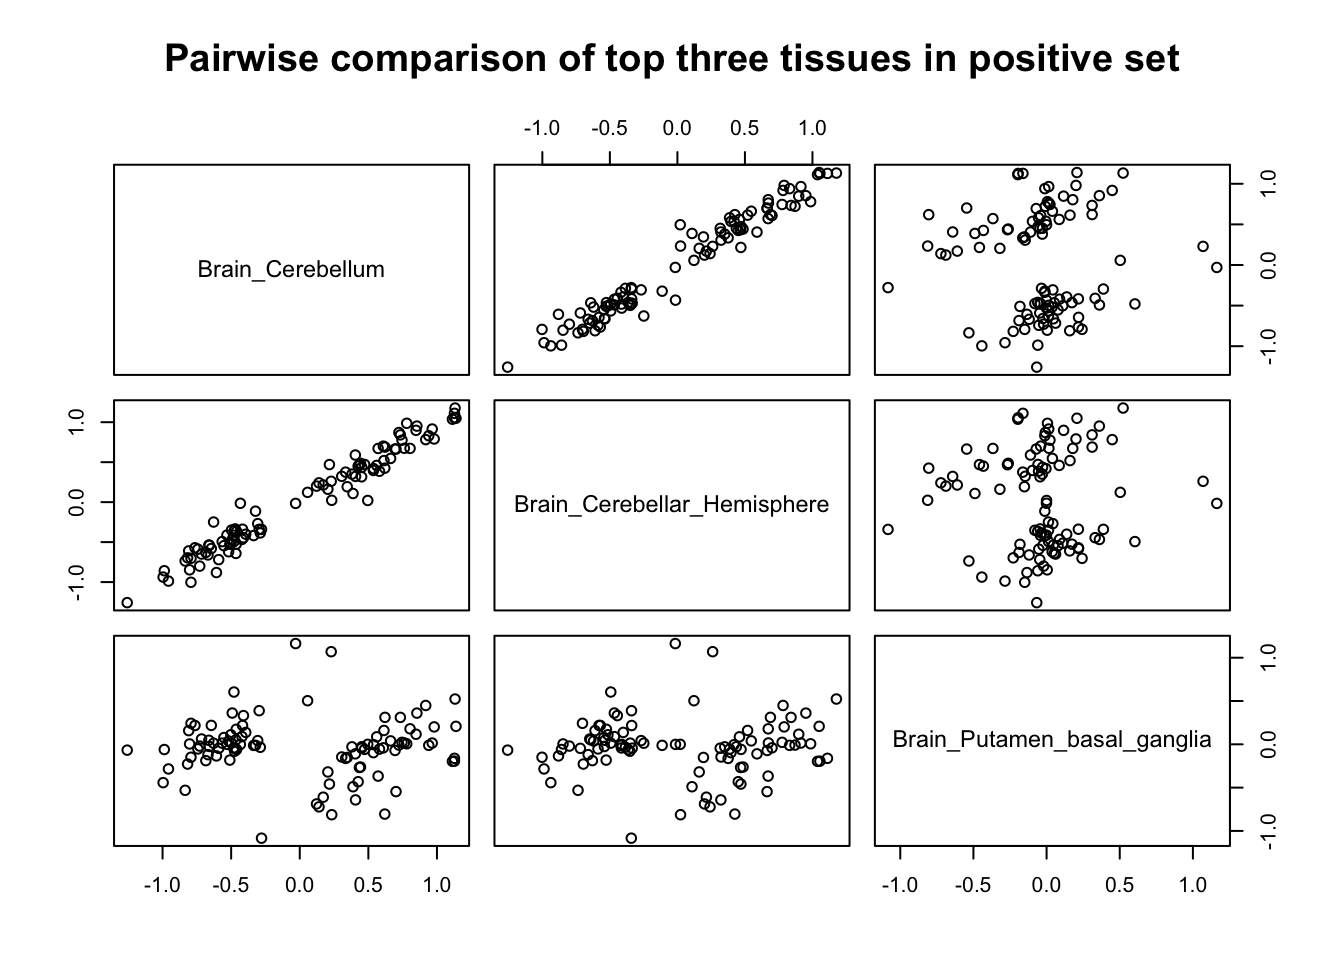 Pairwise comparison of top three tissues in positive set
-1.0 -0.5 0.0 0.5 1.0
Brain_Cerebellum
-1.0 0.0 1.0
-1.0 0.0 1.0
Brain_Cerebellar_Hemisphere
Brain_Putamen_basal_ganglia
-1.0 0.0 1.0
-1.0 -0.5 0.0 0.5 1.0
-1.0 -0.5 0.0 0.5 1.0